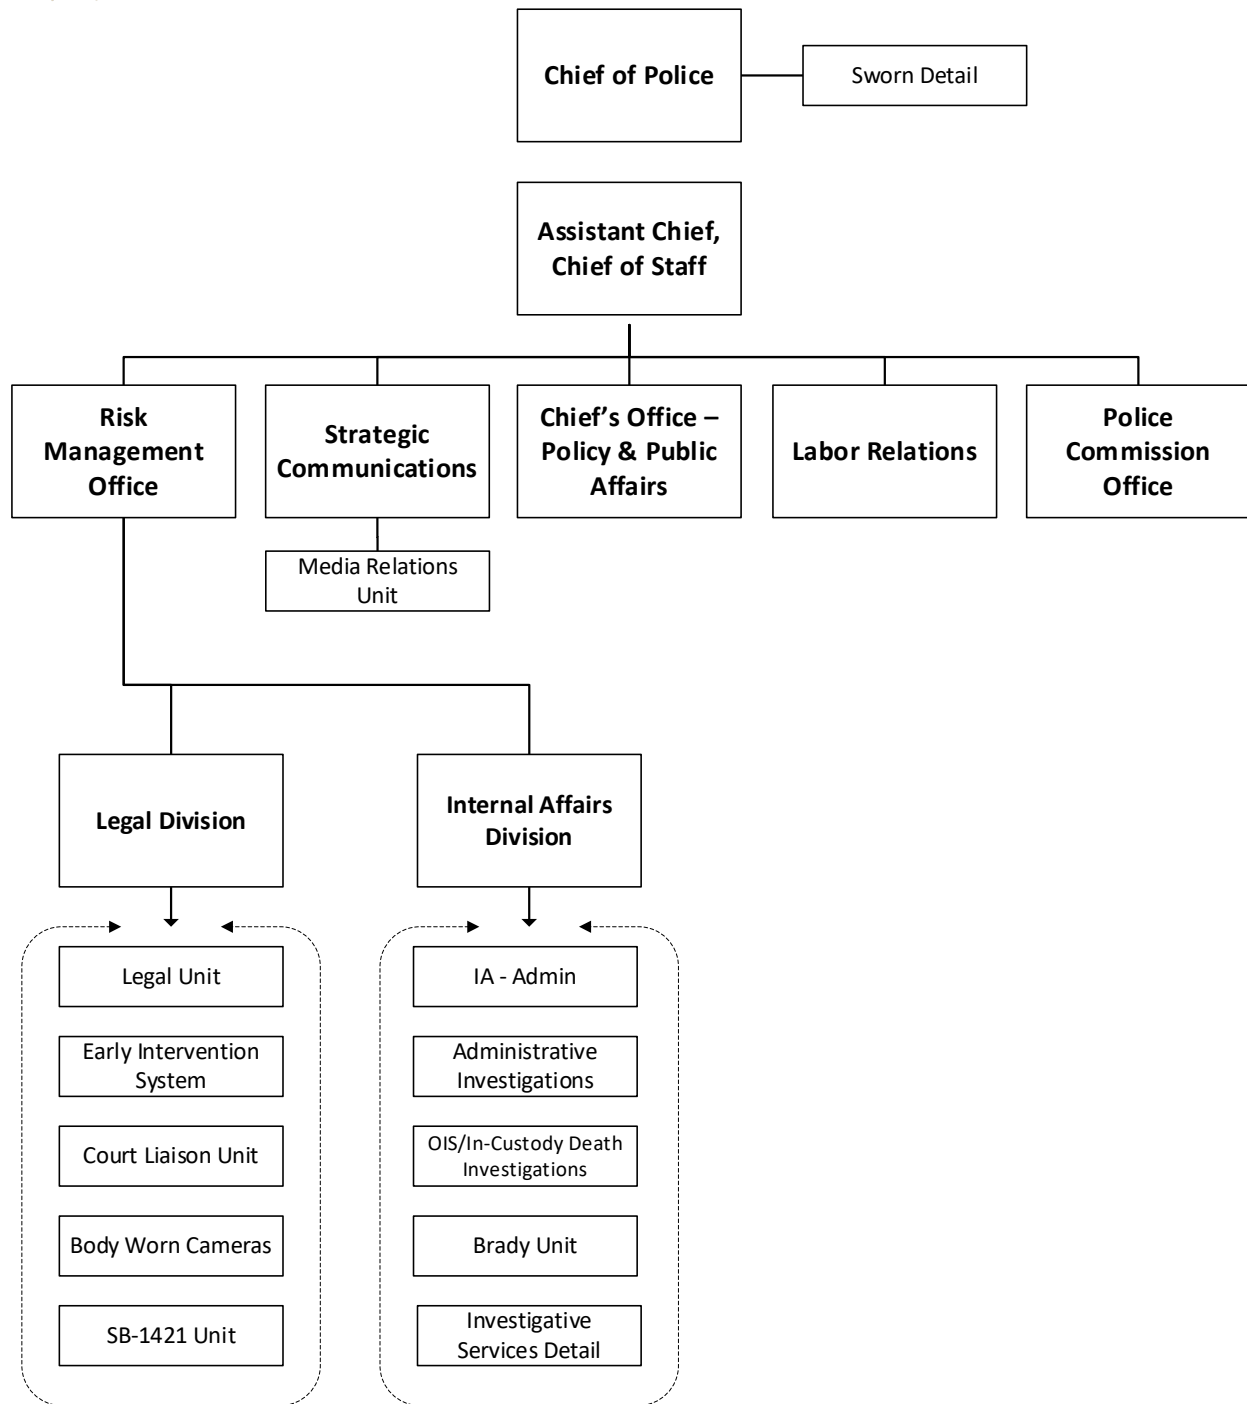 Chief of Police
Sworn Detail
Assistant Chief,
Chief of Staff
Risk
Management
Office
Strategic
Communications
Chief’s Office –
Policy & Public
Affairs
Labor Relations
Police
Commission
Office
Media Relations
Unit
Legal Division
Internal Affairs
Division
Legal Unit
Early Intervention
System
Court Liaison Unit
Body Worn Cameras
SB-1421 Unit
IA - Admin
Administrative
Investigations
OIS/In-Custody Death
Investigations
Brady Unit
Investigative
Services Detail